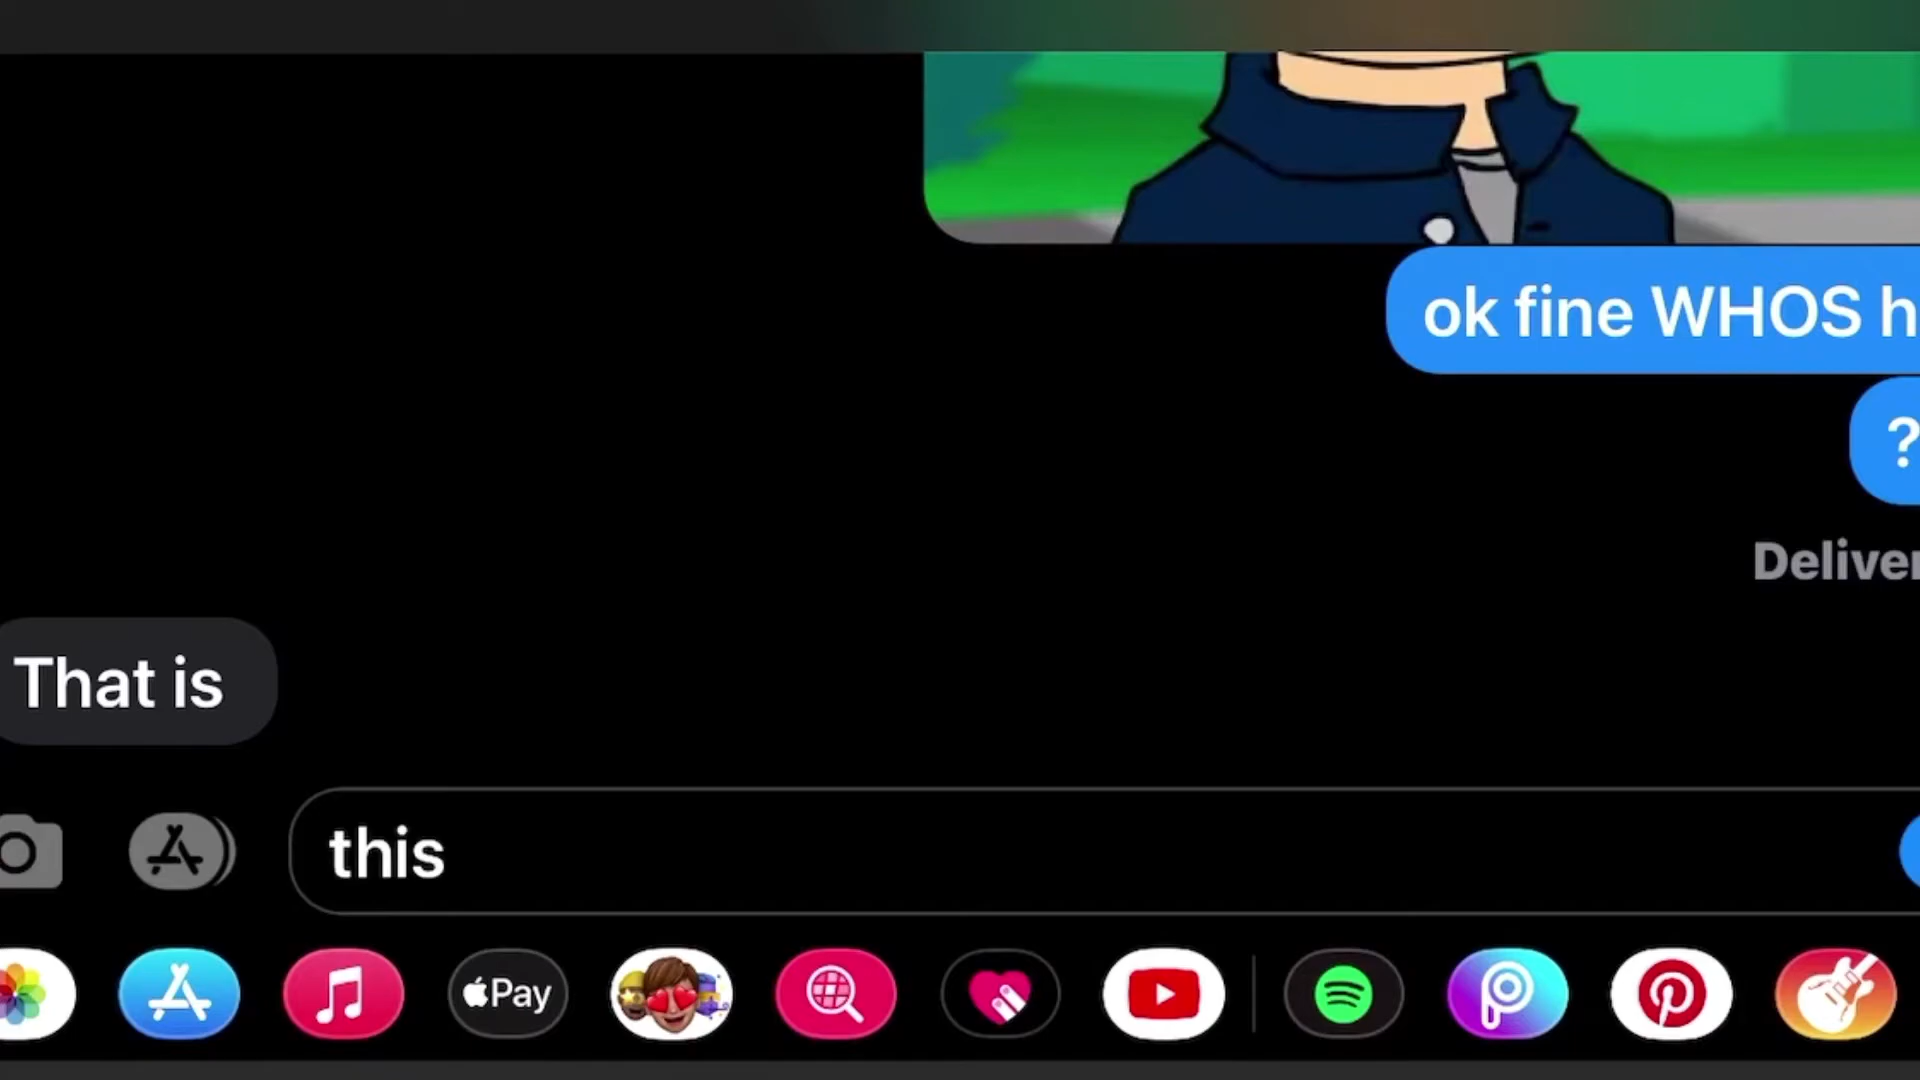 ok fine WHOS h
?
Deliver
That is
this
Pay